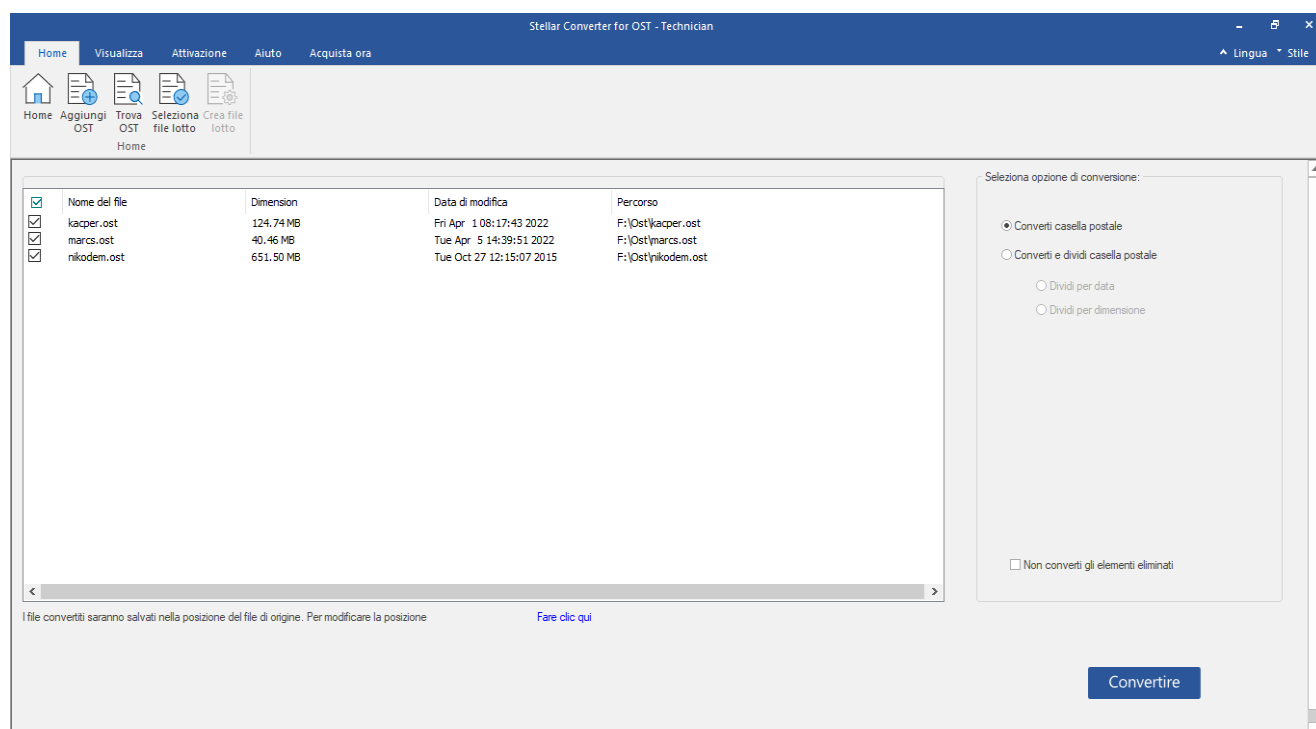 Stellar Converter for OST - Technician
Home Visualizza Attivazione Aiuto Acquista ora Lingua Stile
Home Aggiungi OST Trova OST Seleziona file lotto Crea file lotto
Home
Seleziona opzione di conversione:
Nome del file Dimension Data di modifica Percorso
kacper.ost 124.74 MB Fri Apr 1 08:17:43 2022 F:\Ost\kacper.ost
marcs.ost 40.46 MB Tue Apr 5 14:39:51 2022 F:\Ost\marcs.ost
nikodem.ost 651.50 MB Tue Oct 27 12:15:07 2015 F:\Ost\nikodem.ost
Converti casella postale
Converti e dividi casella postale
Dividi per data
Dividi per dimensione
Non converti gli elementi eliminati
I file convertiti saranno salvati nella posizione del file di origine. Per modificare la posizione Fare clic qui
Convertire